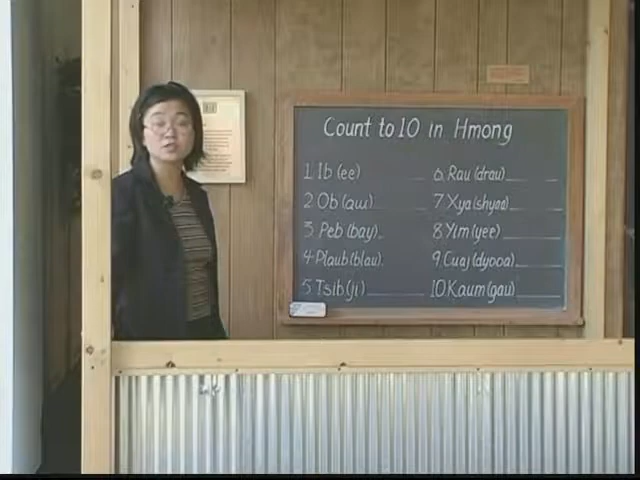 Count to 10 in Hmong
1 Ib (ee)
2 Ob (aw)
3 Peb (bay)
4 Plaub (blau)
5 Tsib (ji)
6 Rau (drau)
7 Xya (shyaa)
8 Yim (yee)
9 Cuaj (dyooa)
10 Kaum (gau)